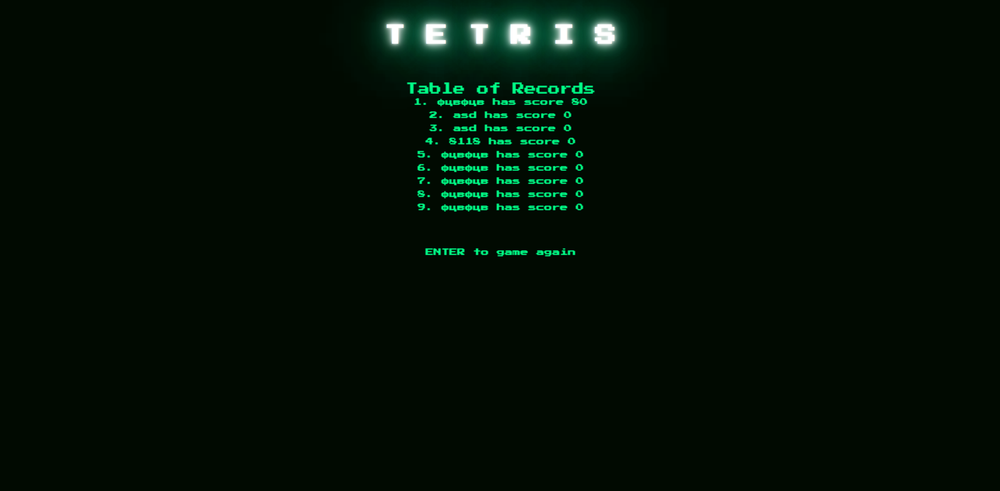 T E T R I S
Table of Records
1. фцвфцв has score 80
2. asd has score 0
3. asd has score 0
4. 8118 has score 0
5. фцвфцв has score 0
6. фцвфцв has score 0
7. фцвфцв has score 0
8. фцвфцв has score 0
9. фцвфцв has score 0
ENTER to game again